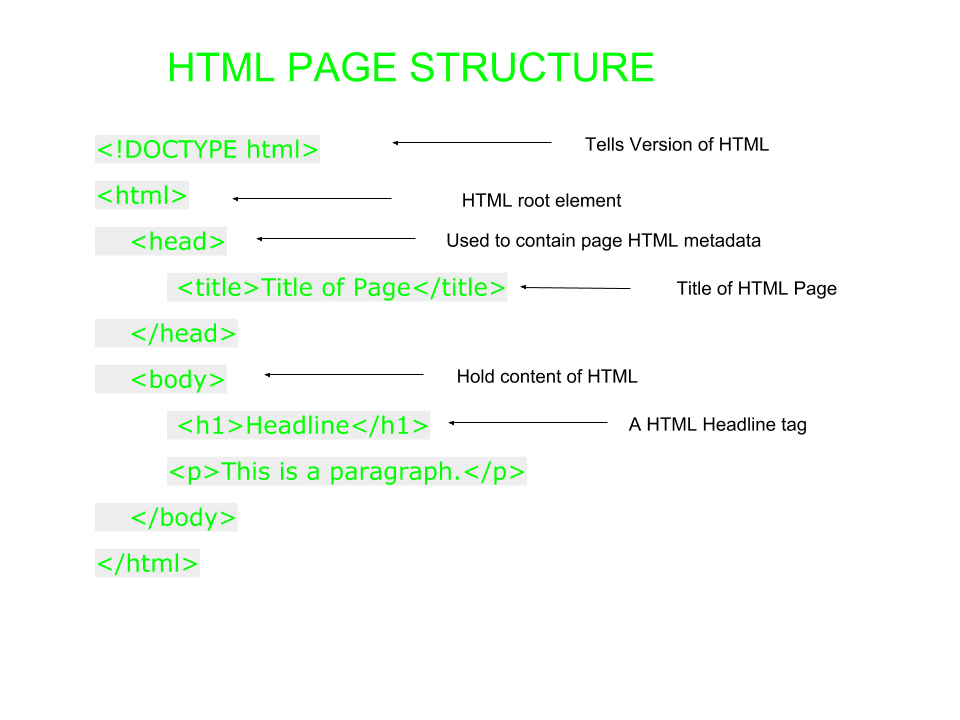 HTML PAGE STRUCTURE
<!DOCTYPE html>
Tells Version of HTML
<html>
HTML root element
<head>
Used to contain page HTML metadata
<title>Title of Page</title>
Title of HTML Page
</head>
<body>
Hold content of HTML
<h1>Headline</h1>
A HTML Headline tag
<p>This is a paragraph.</p>
</body>
</html>